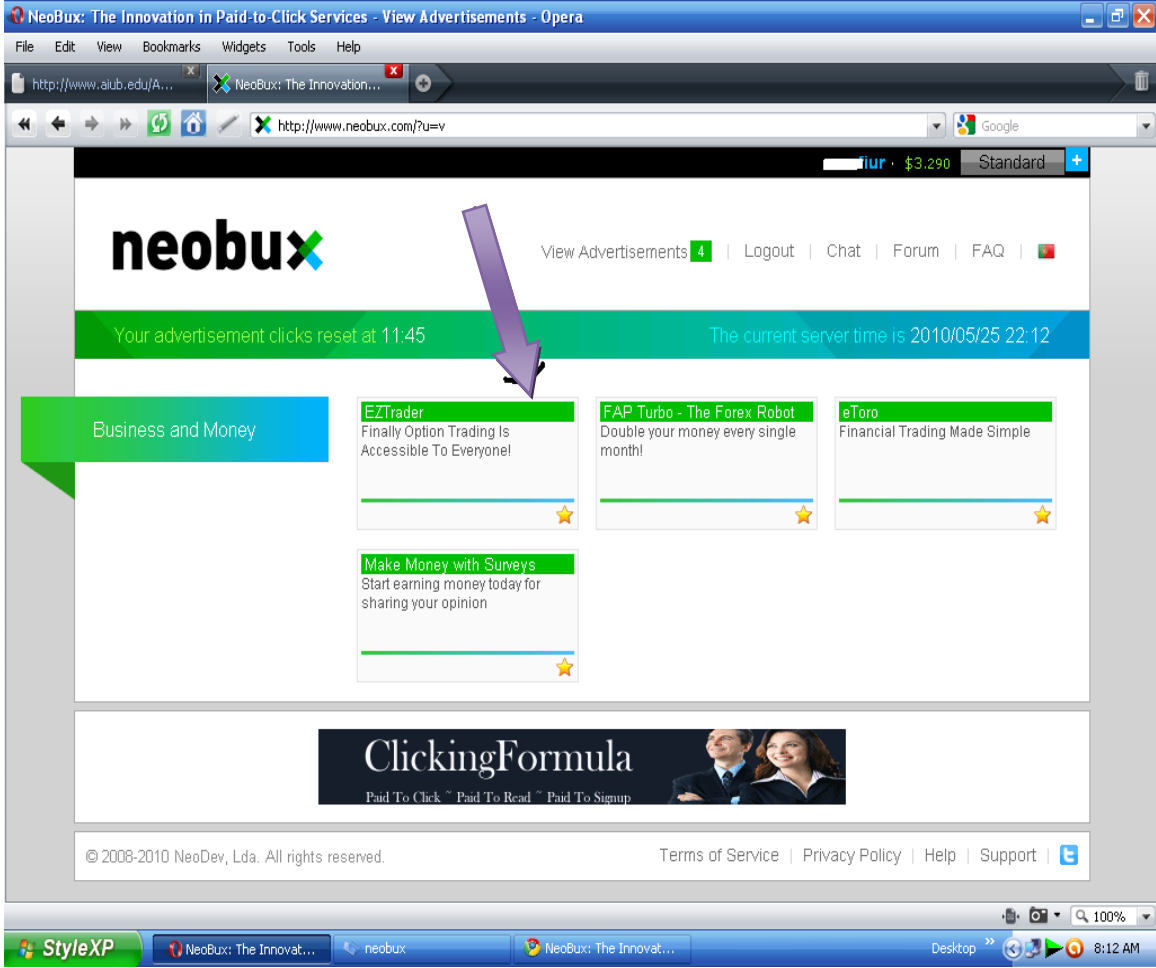 NeoBux: The Innovation in Paid-to-Click Services - View Advertisements - Opera
File Edit View Bookmarks Widgets Tools Help
http://www.aiub.edu/A... NeoBux: The Innovation...
http://www.neobux.com/?u=v Google
fiur · $3.290 Standard +
neobux
View Advertisements 4 | Logout | Chat | Forum | FAQ |
Your advertisement clicks reset at 11:45 The current server time is 2010/05/25 22:12
Business and Money
EZTrader
Finally Option Trading Is
Accessible To Everyone!
FAP Turbo - The Forex Robot
Double your money every single
month!
eToro
Financial Trading Made Simple
Make Money with Surveys
Start earning money today for
sharing your opinion
ClickingFormula
Paid To Click ~ Paid To Read ~ Paid To Signup
© 2008-2010 NeoDev, Lda. All rights reserved. Terms of Service | Privacy Policy | Help | Support |
100%
StyleXP NeoBux: The Innovat... neobux NeoBux: The Innovat... Desktop » 8:12 AM